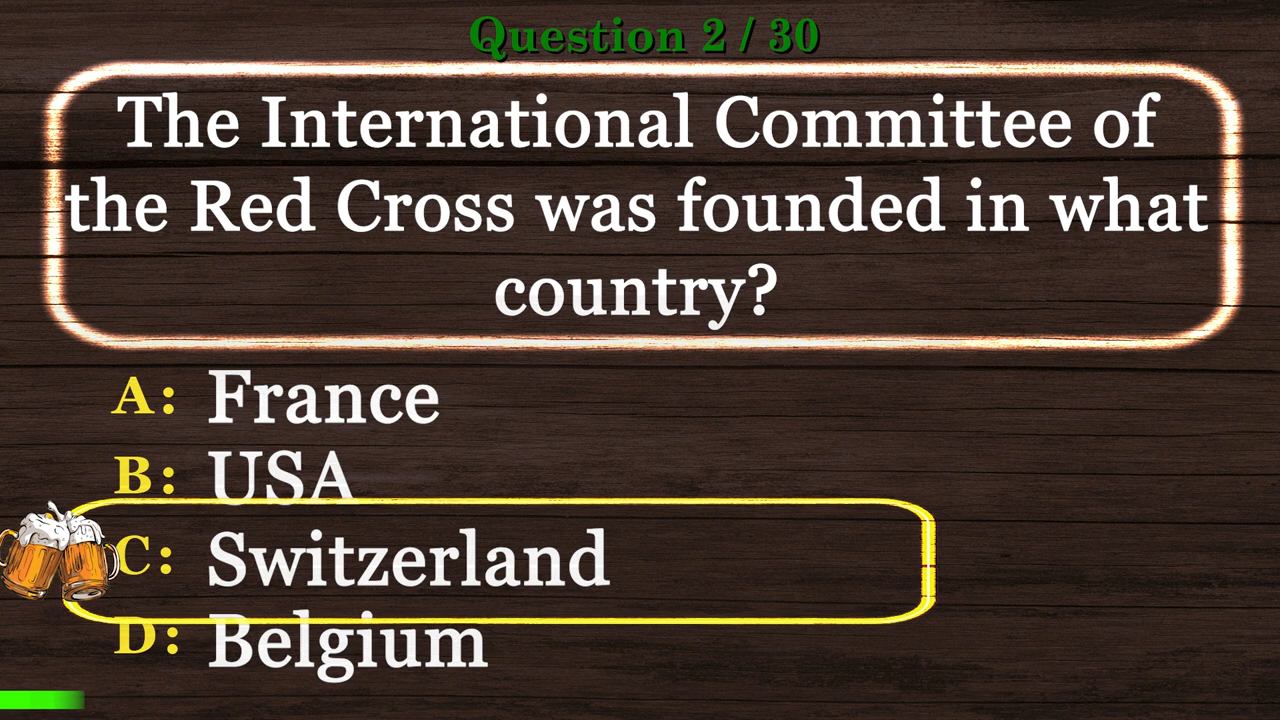 Question 2 / 30
The International Committee of
the Red Cross was founded in what
country?
A: France
B: USA
C: Switzerland
D: Belgium